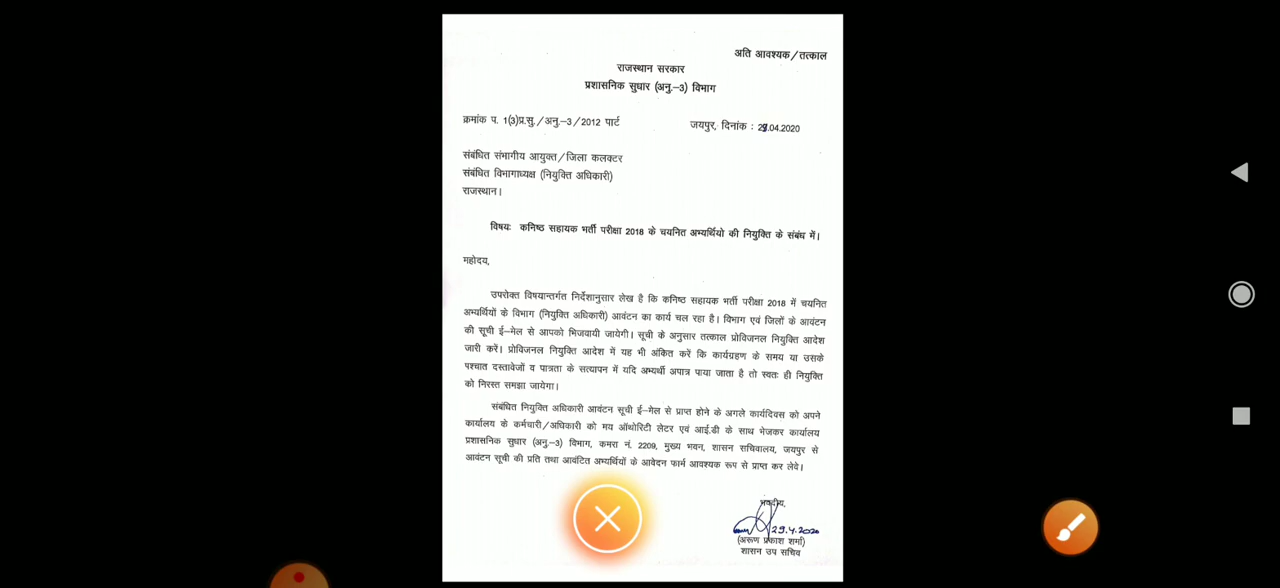 अति आवश्यक/तत्काल
राजस्थान सरकार
प्रशासनिक सुधार (अनु.–3) विभाग
क्रमांक प. 1(3)प्र.सु./अनु.–3/2012 पार्ट
जयपुर, दिनांक : 29.04.2020
संबंधित संभागीय आयुक्त/जिला कलक्टर
संबंधित विभागाध्यक्ष (नियुक्ति अधिकारी)
राजस्थान।
विषयः कनिष्ठ सहायक भर्ती परीक्षा 2018 के चयनित अभ्यर्थियो की नियुक्ति के संबंध में।
महोदय,
उपरोक्त विषयान्तर्गत निर्देशानुसार लेख है कि कनिष्ठ सहायक भर्ती परीक्षा 2018 में चयनित
अभ्यर्थियों के विभाग (नियुक्ति अधिकारी) आवंटन का कार्य चल रहा है। विभाग एवं जिलों के आवंटन
की सूची ई–मेल से आपको भिजवायी जायेगी। सूची के अनुसार तत्काल प्रोविजनल नियुक्ति आदेश
जारी करें। प्रोविजनल नियुक्ति आदेश में यह भी अंकित करें कि कार्यग्रहण के समय या उसके
पश्चात दस्तावेजों व पात्रता के सत्यापन में यदि अभ्यर्थी अपात्र पाया जाता है तो स्वतः ही नियुक्ति
को निरस्त समझा जायेगा।
संबंधित नियुक्ति अधिकारी आवंटन सूची ई–मेल से प्राप्त होने के अगले कार्यदिवस को अपने
कार्यालय के कर्मचारी/अधिकारी को मय ऑथोरिटी लेटर एवं आई.डी के साथ भेजकर कार्यालय
प्रशासनिक सुधार (अनु.–3) विभाग, कमरा नं. 2209, मुख्य भवन, शासन सचिवालय, जयपुर से
आवंटन सूची की प्रति तथा आवंटित अभ्यर्थियों के आवेदन फार्म आवश्यक रूप से प्राप्त कर लेवे।
भवदीय,
29.4.2020
(अरूण प्रकाश शर्मा)
शासन उप सचिव